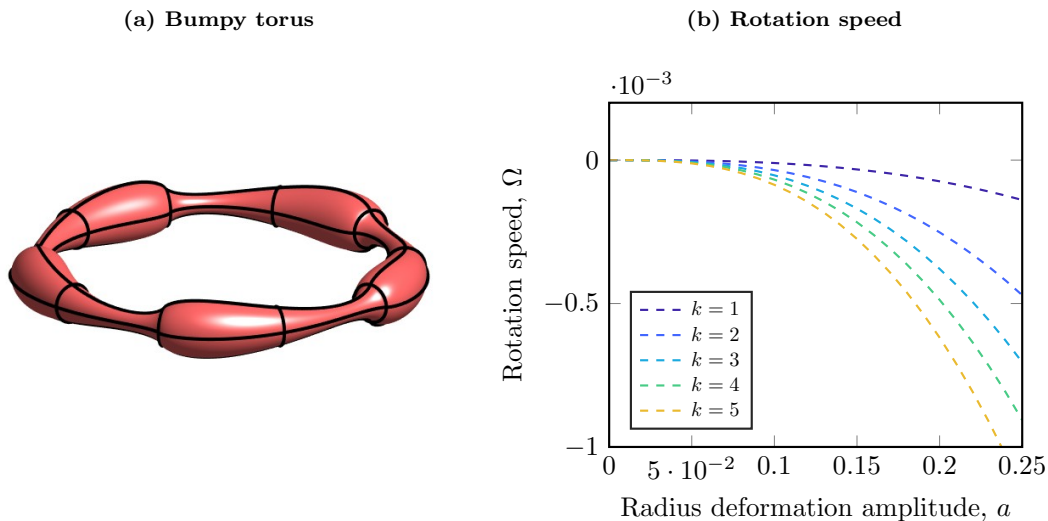 (a) Bumpy torus
(b) Rotation speed
·10⁻³
0
−0.5
−1
Rotation speed, Ω
k = 1
k = 2
k = 3
k = 4
k = 5
0 5 · 10⁻² 0.1 0.15 0.2 0.25
Radius deformation amplitude, a